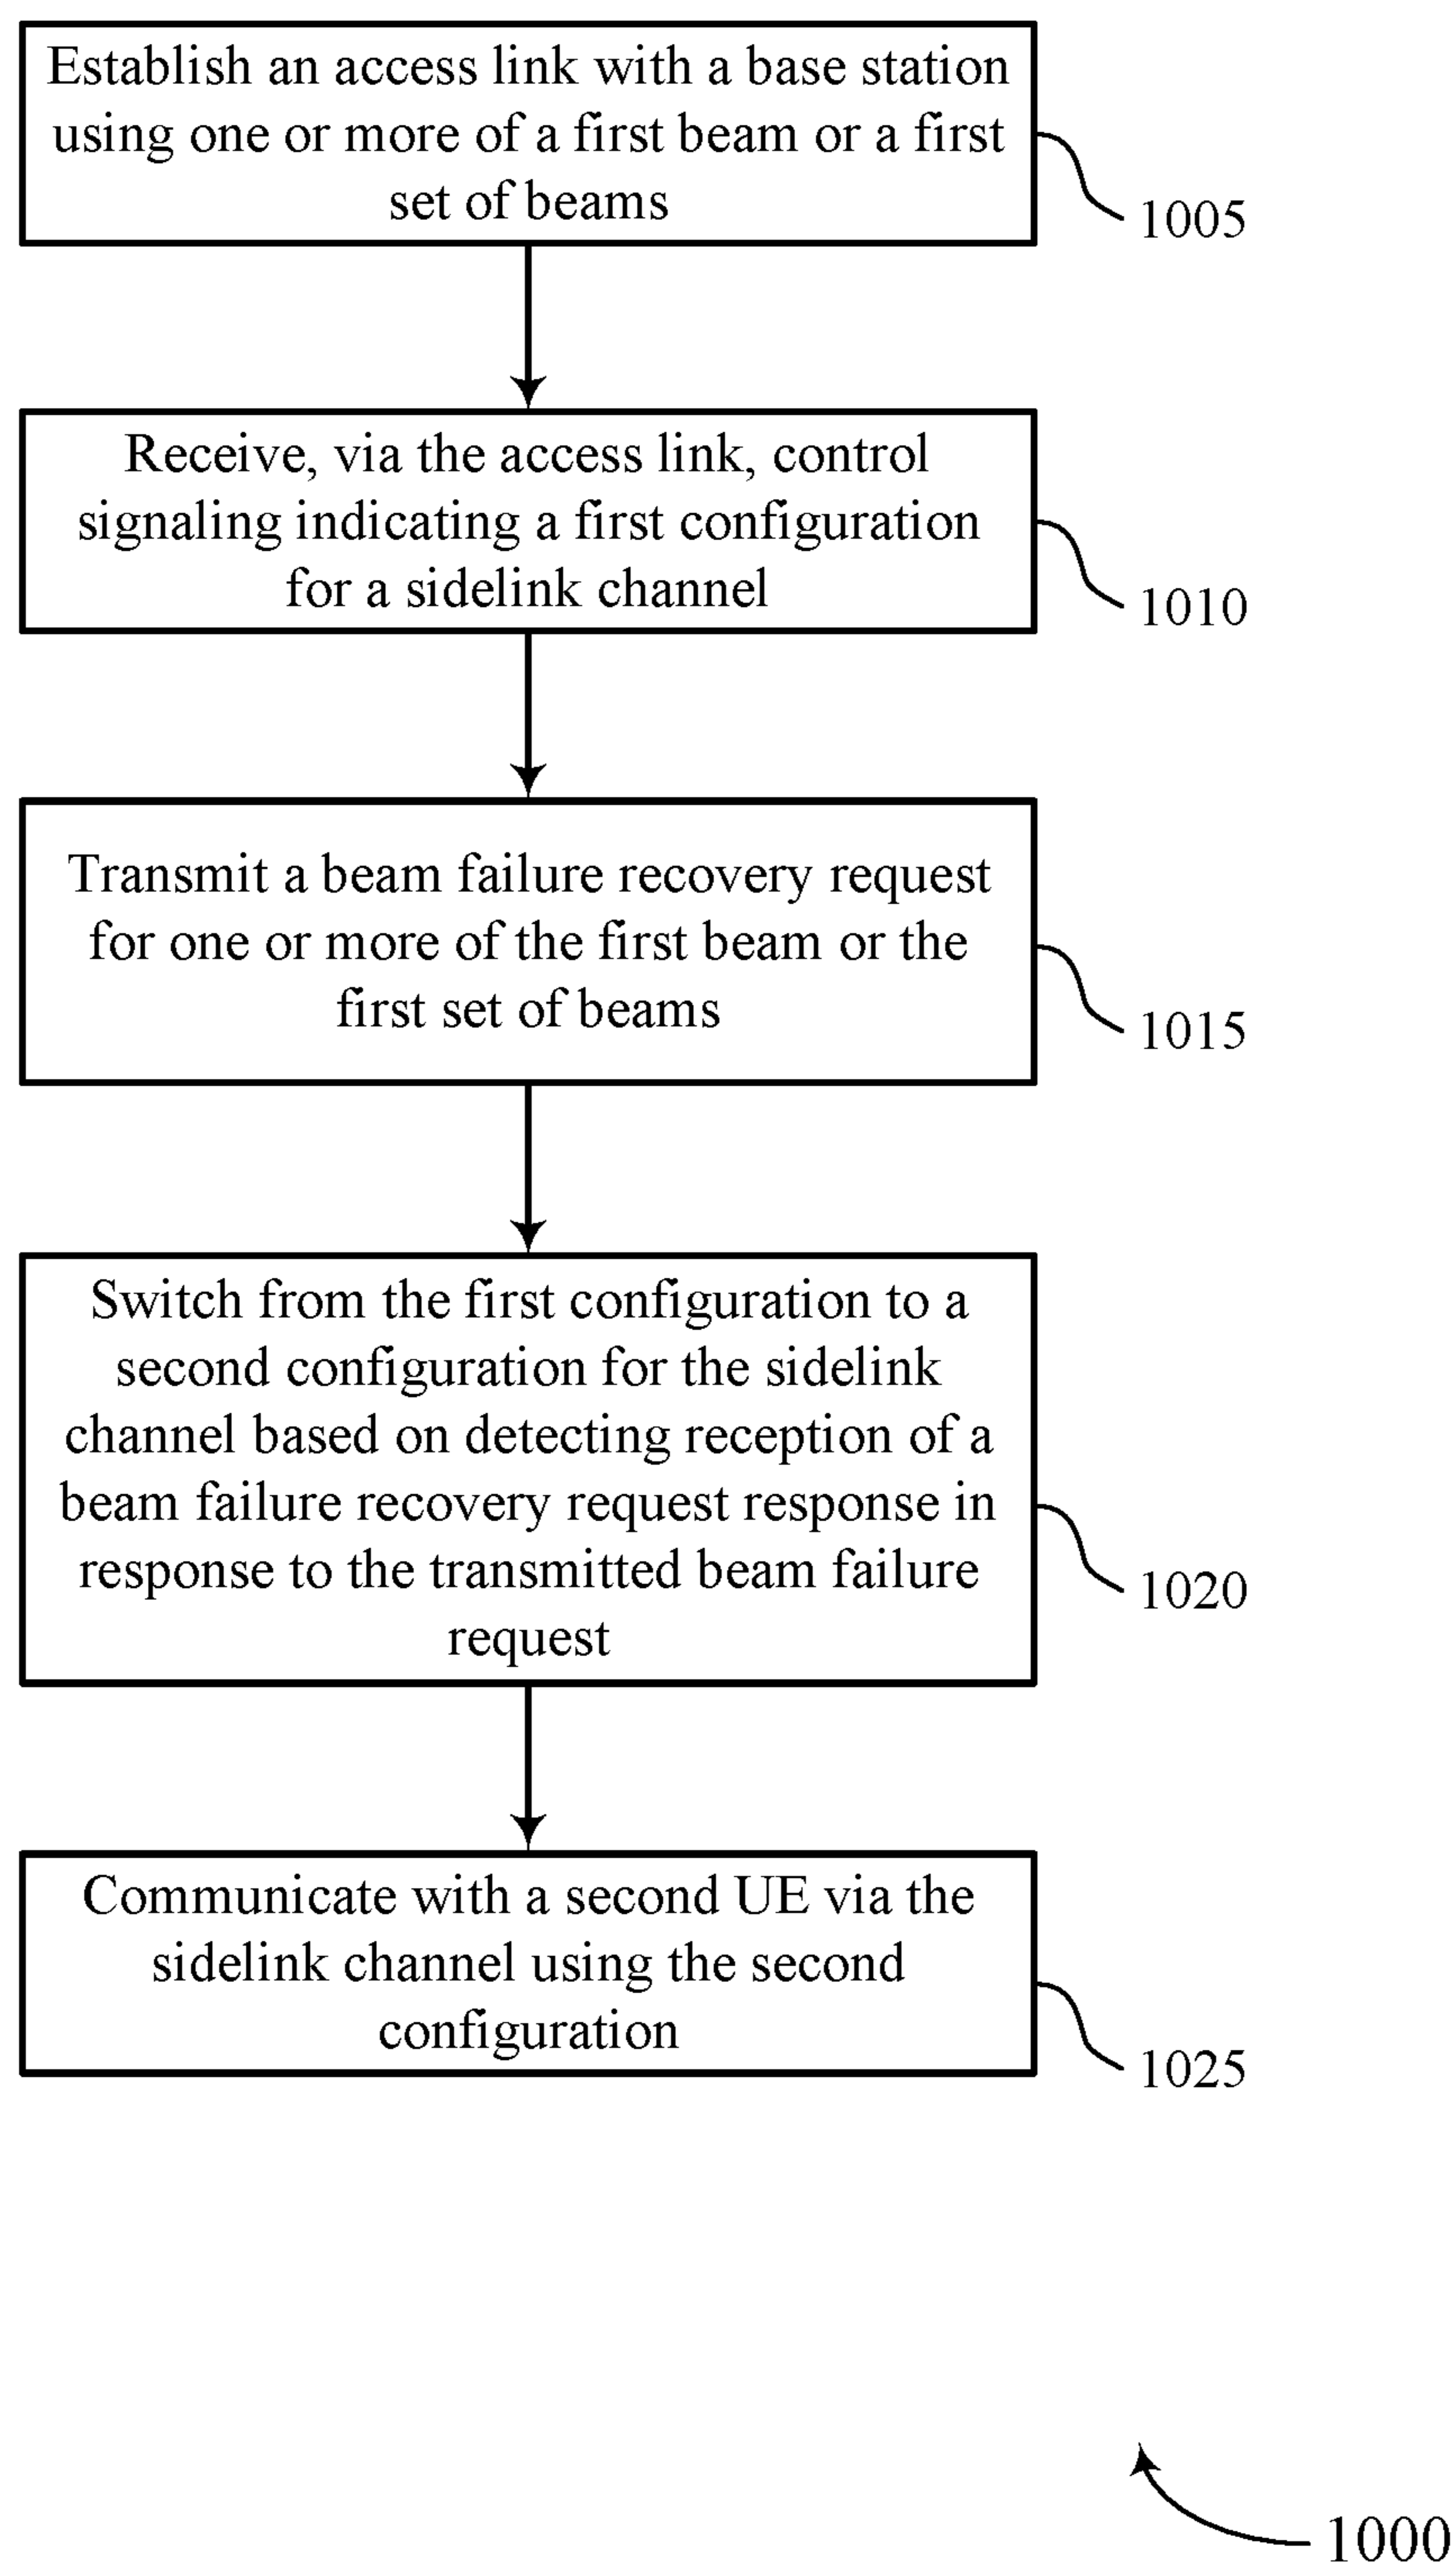 Establish an access link with a base station
using one or more of a first beam or a first
set of beams
1005
Receive, via the access link, control
signaling indicating a first configuration
for a sidelink channel
1010
Transmit a beam failure recovery request
for one or more of the first beam or the
first set of beams
1015
Switch from the first configuration to a
second configuration for the sidelink
channel based on detecting reception of a
beam failure recovery request response in
response to the transmitted beam failure
request
1020
Communicate with a second UE via the
sidelink channel using the second
configuration
1025
1000